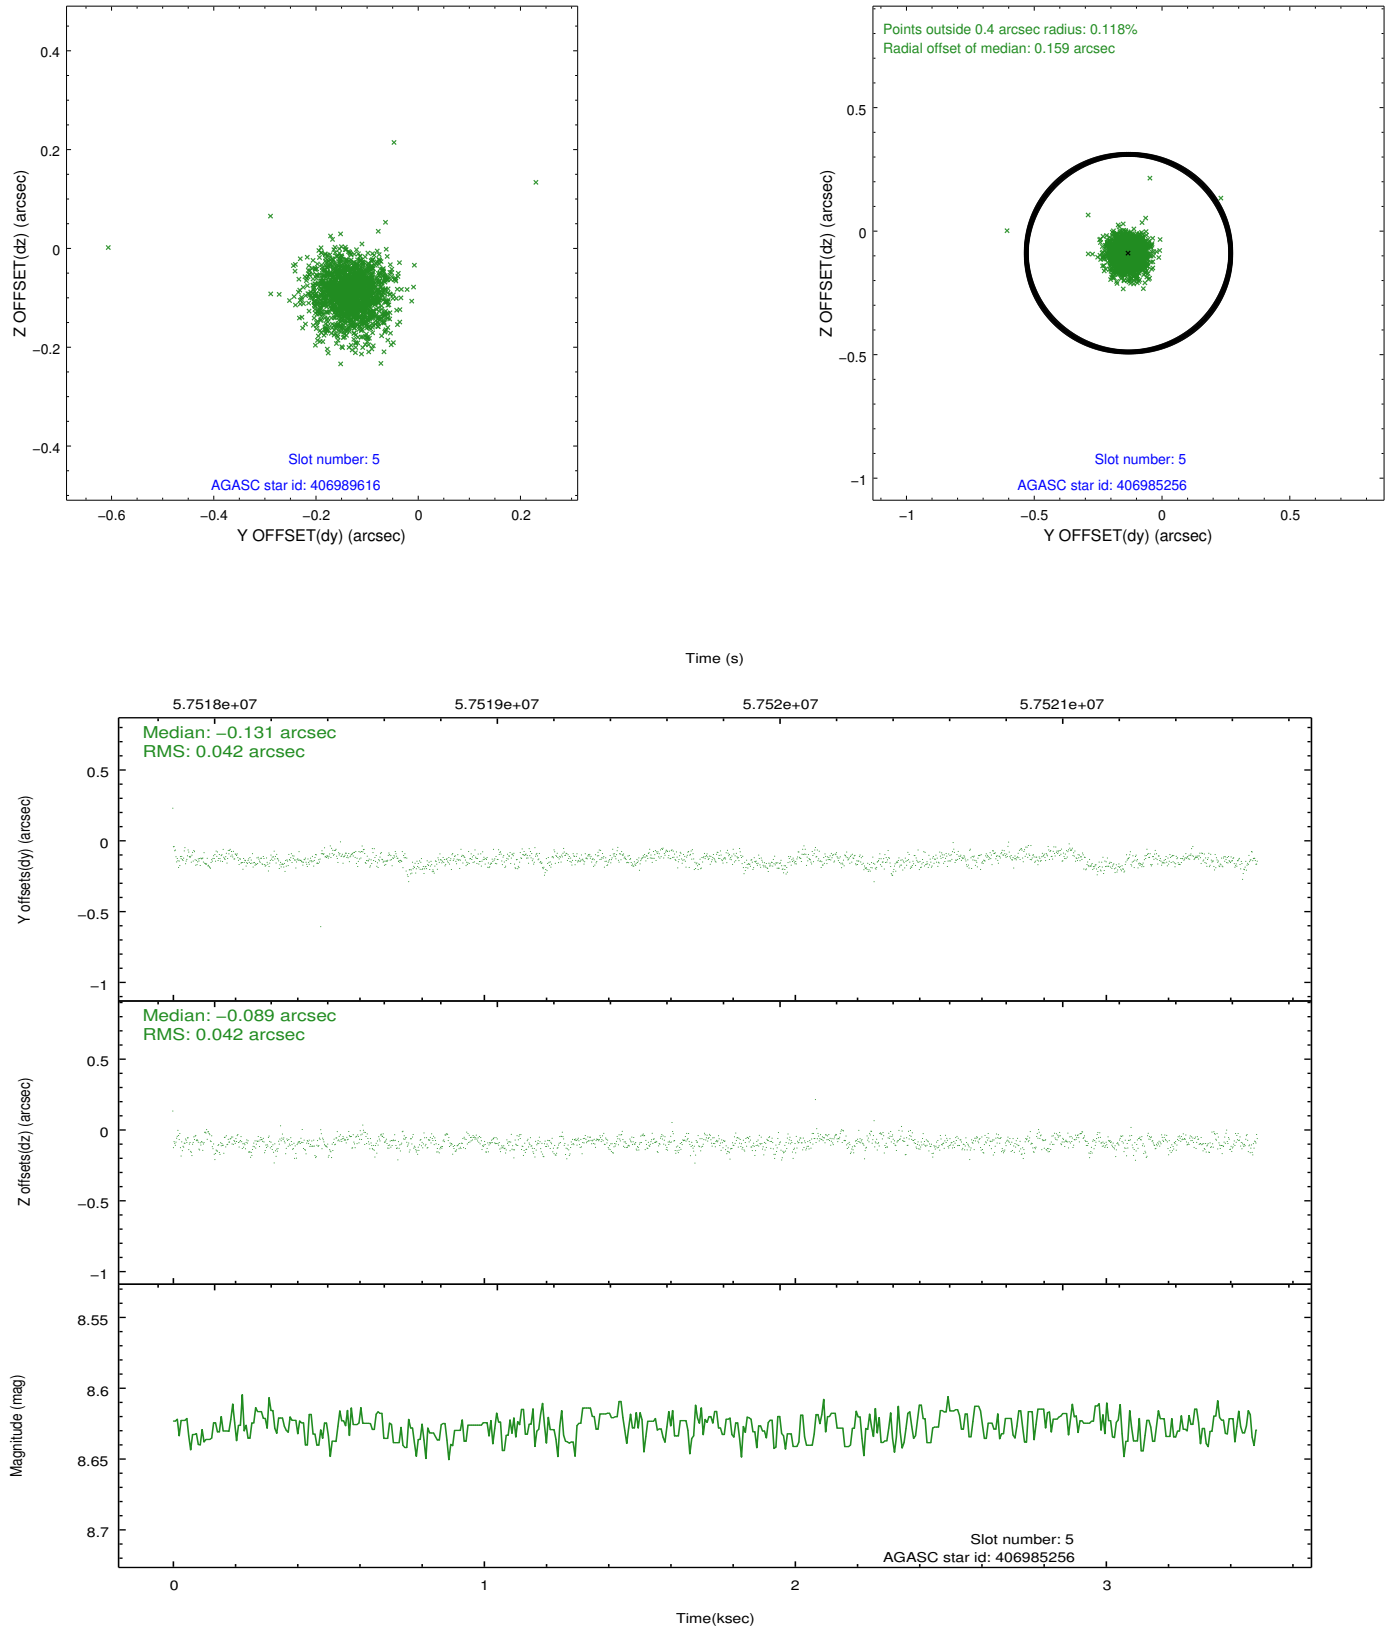 0.4
0.2
0
−0.2
−0.4
Z OFFSET(dz) (arcsec)
Slot number: 5
AGASC star id: 406989616
−0.6
−0.4
−0.2
0
0.2
Y OFFSET(dy) (arcsec)
Points outside 0.4 arcsec radius: 0.118%
Radial offset of median: 0.159 arcsec
0.5
0
−0.5
−1
Z OFFSET(dz) (arcsec)
Slot number: 5
AGASC star id: 406985256
−1
−0.5
0
0.5
Y OFFSET(dy) (arcsec)
Time (s)
5.7518e+07
5.7519e+07
5.752e+07
5.7521e+07
Median: −0.131 arcsec
RMS: 0.042 arcsec
0.5
0
−0.5
−1
Y offsets(dy) (arcsec)
Median: −0.089 arcsec
RMS: 0.042 arcsec
0.5
0
−0.5
−1
Z offsets(dz) (arcsec)
8.55
8.6
8.65
8.7
Magnitude (mag)
Slot number: 5
AGASC star id: 406985256
0
1
2
3
Time(ksec)